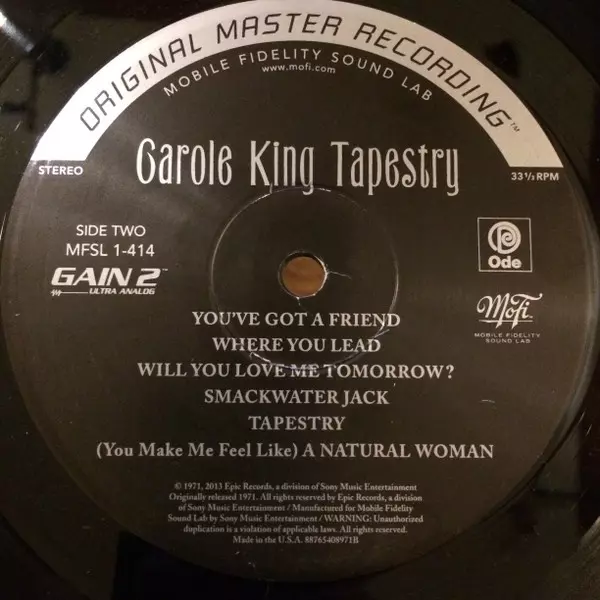 ORIGINAL MASTER RECORDING™
MOBILE FIDELITY SOUND LAB
www.mofi.com
Carole King Tapestry
STEREO
33 1/3 RPM
SIDE TWO
MFSL 1-414
GAIN 2™
ULTRA ANALOG
Ode
MoFi
MOBILE FIDELITY
SOUND LAB
YOU'VE GOT A FRIEND
WHERE YOU LEAD
WILL YOU LOVE ME TOMORROW?
SMACKWATER JACK
TAPESTRY
(You Make Me Feel Like) A NATURAL WOMAN
© 1971, 2013 Epic Records, a division of Sony Music Entertainment
Originally released 1971. All rights reserved by Epic Records, a division
of Sony Music Entertainment / Manufactured for Mobile Fidelity
Sound Lab by Sony Music Entertainment / WARNING: Unauthorized
duplication is a violation of applicable laws. All rights reserved.
Made in the U.S.A. 88765408971B